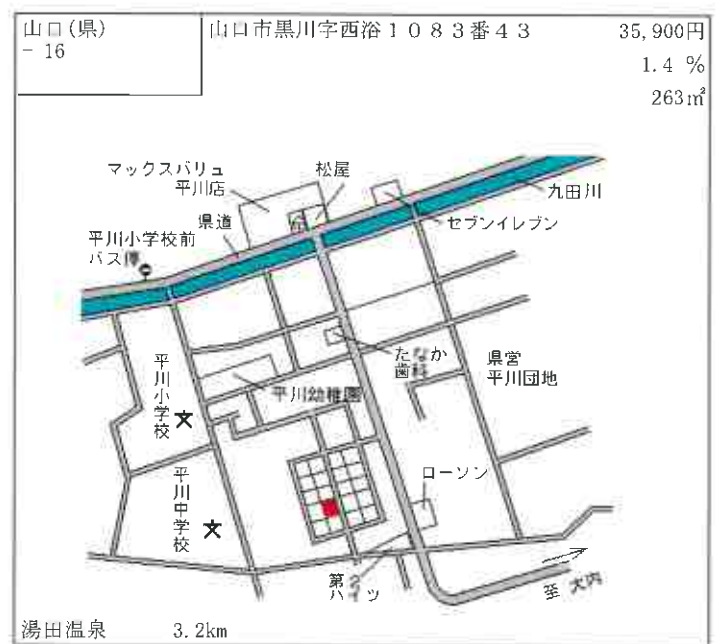 山口(県)
- 16
山口市黒川字西浴１０８３番４３
35,900円
1.4 %
263㎡
マックスバリュ
平川店
松屋
九田川
県道
セブンイレブン
平川小学校前
バス停
たなか
歯科
県営
平川団地
平川小学校
平川幼稚園
平川中学校
ローソン
第２
ハイツ
至 大内
湯田温泉 3.2km